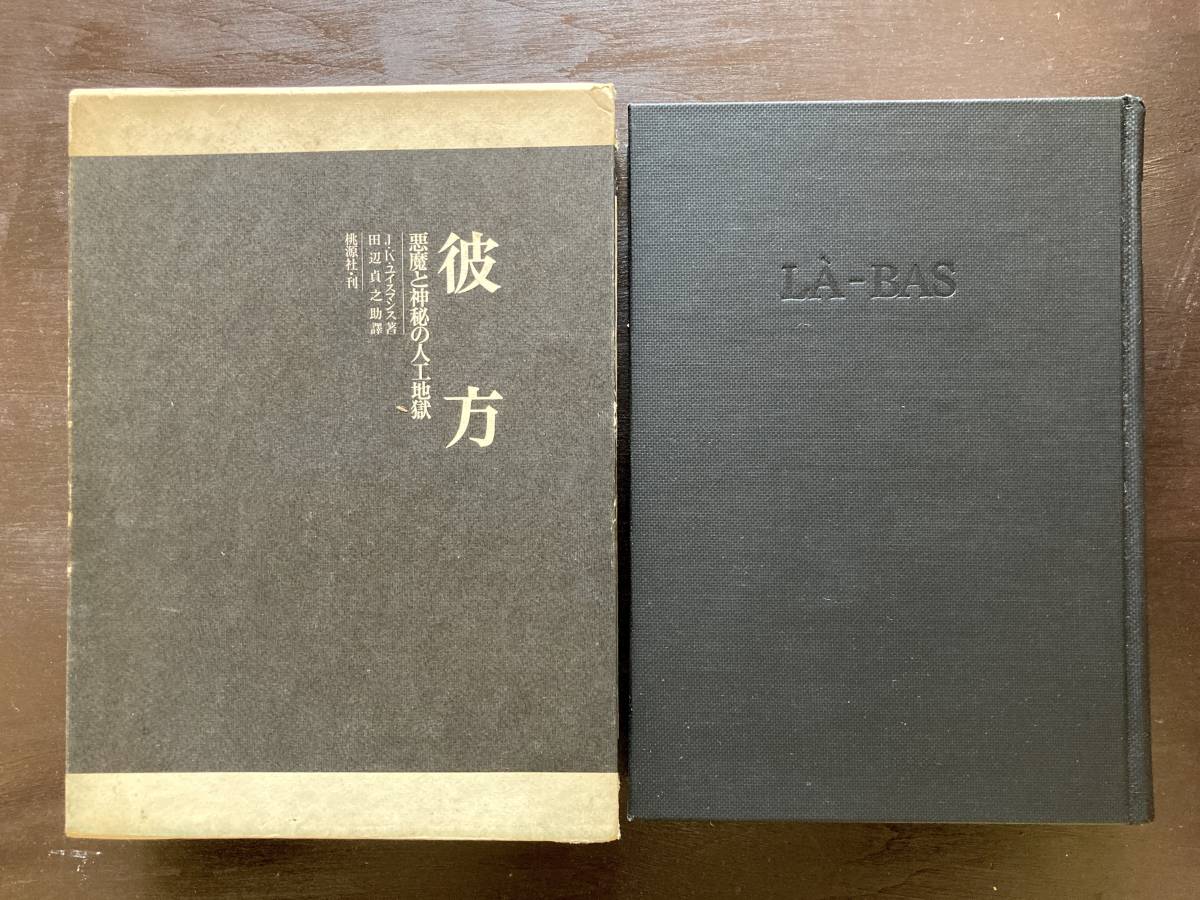 彼方
悪魔と神秘の人工地獄
J・K・ユイスマンス著
田辺貞之助譯
桃源社・刊
LÀ-BAS